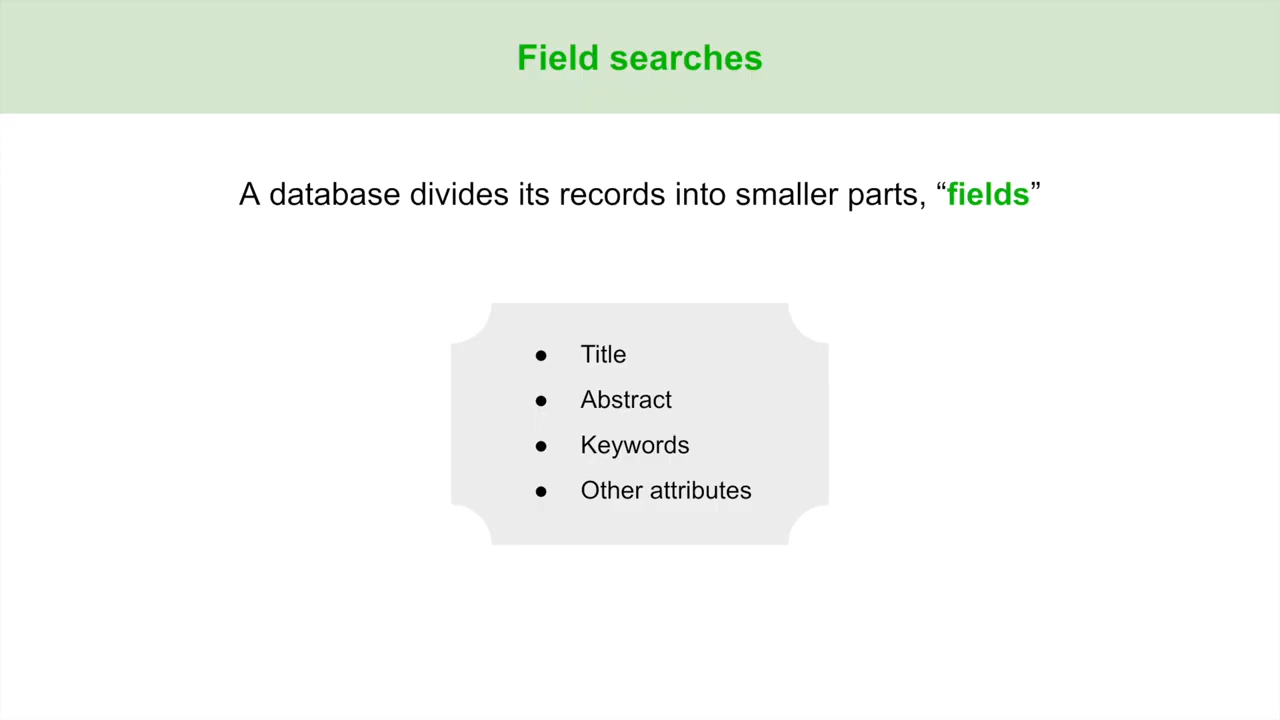 Field searches
A database divides its records into smaller parts, “fields”
● Title
● Abstract
● Keywords
● Other attributes